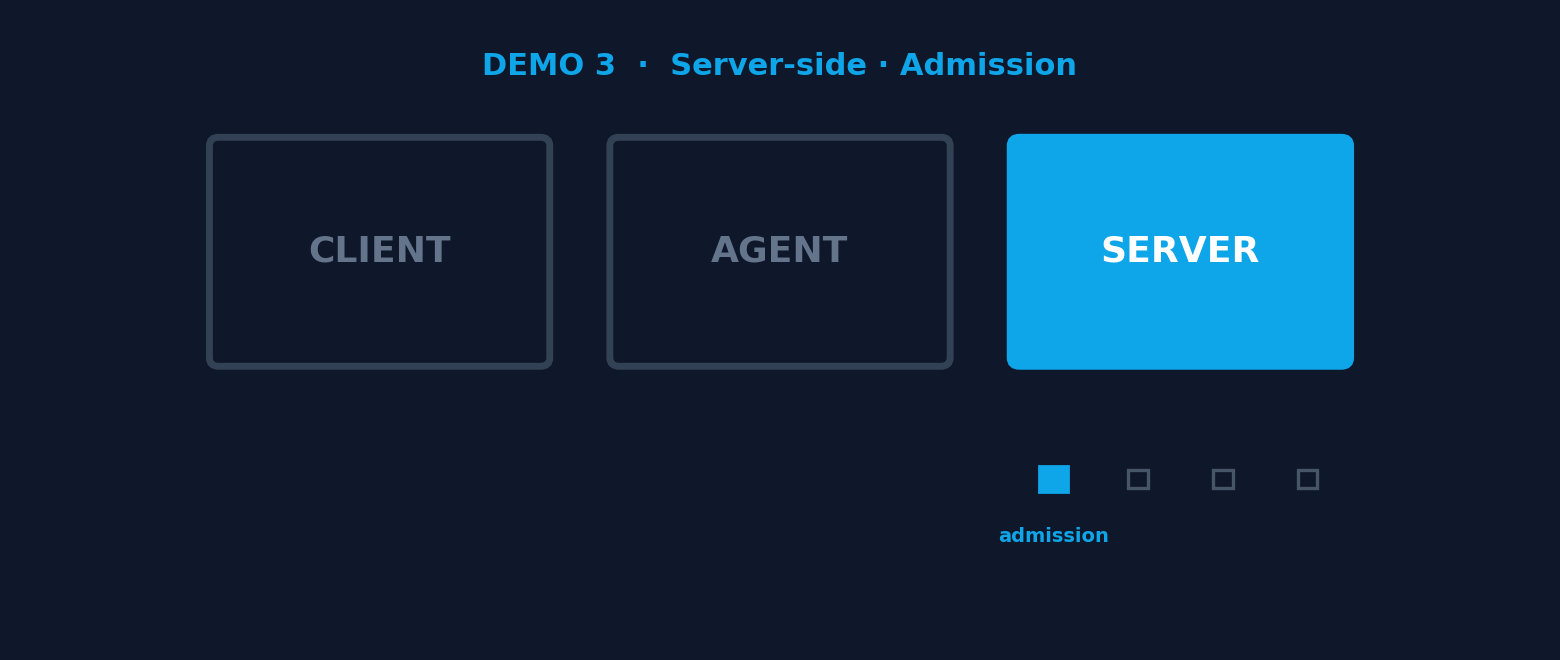 DEMO 3 · Server-side · Admission
CLIENT
AGENT
SERVER
admission